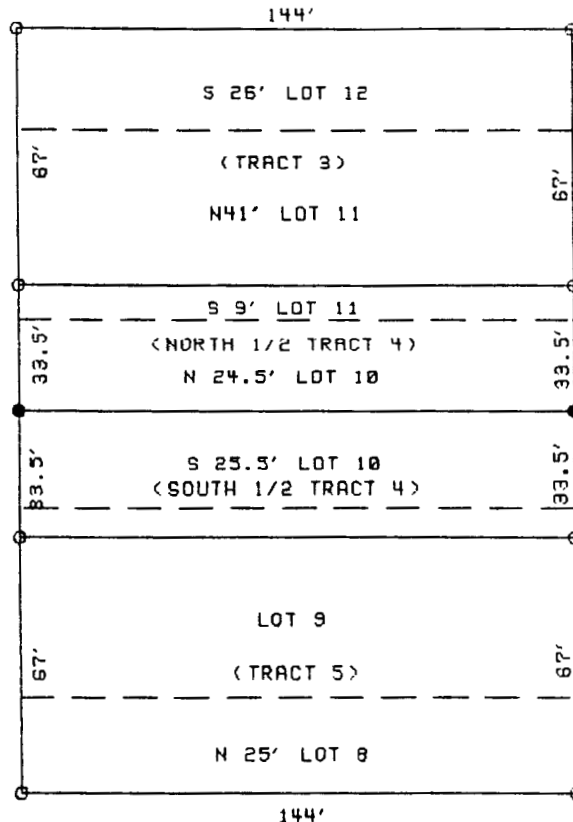 144'
S 26' LOT 12
67'
(TRACT 3)
67'
N41' LOT 11
S 9' LOT 11
(NORTH 1/2 TRACT 4)
33.5'
33.5'
N 24.5' LOT 10
S 25.5' LOT 10
(SOUTH 1/2 TRACT 4)
33.5'
33.5'
LOT 9
67'
(TRACT 5)
67'
N 25' LOT 8
144'